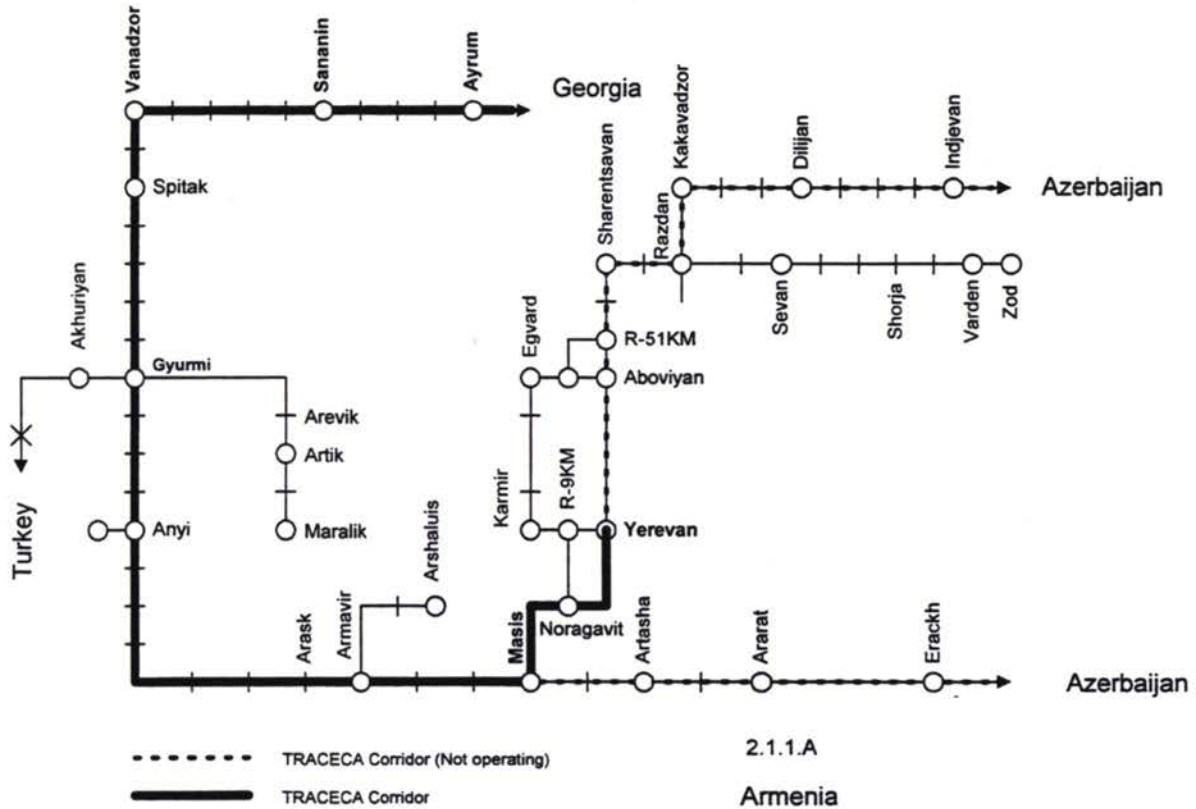 Vanadzor
Sananin
Ayrum
Georgia
Sharentsavan
Kakavadzor
Dilijan
Indjevan
Azerbaijan
Spitak
Razdan
Akhuriyan
Egvard
R-51KM
Sevan
Shorja
Varden
Zod
Gyurmi
Aboviyan
Arevik
Artik
Karmir
R-9KM
Turkey
Anyi
Maralik
Arshaluis
Yerevan
Arask
Armavir
Masis
Noragavit
Artasha
Ararat
Erackh
Azerbaijan
TRACECA Corridor (Not operating)
2.1.1.A
TRACECA Corridor
Armenia